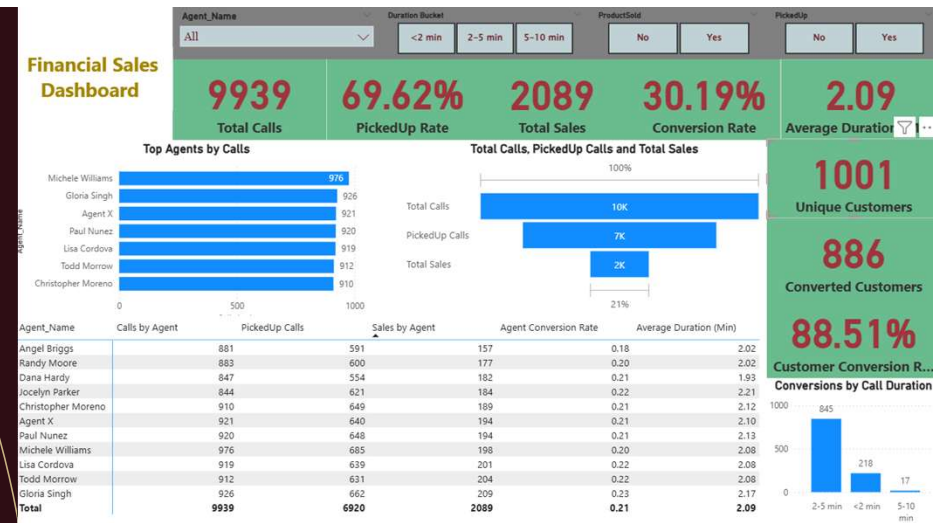 Agent_Name
Duration Bucket
ProductSold
PickedUp
All
<2 min
2-5 min
5-10 min
No
Yes
No
Yes
Financial Sales
Dashboard
9939
Total Calls
69.62%
PickedUp Rate
2089
Total Sales
30.19%
Conversion Rate
2.09
Average Duration
Top Agents by Calls
Agent_Name
Michele Williams 976
Gloria Singh 926
Agent X 921
Paul Nunez 920
Lisa Cordova 919
Todd Morrow 912
Christopher Moreno 910
0 500 1000
Total Calls, PickedUp Calls and Total Sales
100%
Total Calls 10K
PickedUp Calls 7K
Total Sales 2K
21%
1001
Unique Customers
886
Converted Customers
88.51%
Customer Conversion R...
Agent_Name Calls by Agent PickedUp Calls Sales by Agent Agent Conversion Rate Average Duration (Min)
Angel Briggs 881 591 157 0.18 2.02
Randy Moore 883 600 177 0.20 2.02
Dana Hardy 847 554 182 0.21 1.93
Jocelyn Parker 844 621 184 0.22 2.21
Christopher Moreno 910 649 189 0.21 2.12
Agent X 921 640 194 0.21 2.10
Paul Nunez 920 648 194 0.21 2.13
Michele Williams 976 685 198 0.20 2.08
Lisa Cordova 919 639 201 0.22 2.08
Todd Morrow 912 631 204 0.22 2.08
Gloria Singh 926 662 209 0.23 2.17
Total 9939 6920 2089 0.21 2.09
Conversions by Call Duration
1000
500
0
845
218
17
2-5 min
<2 min
5-10
min